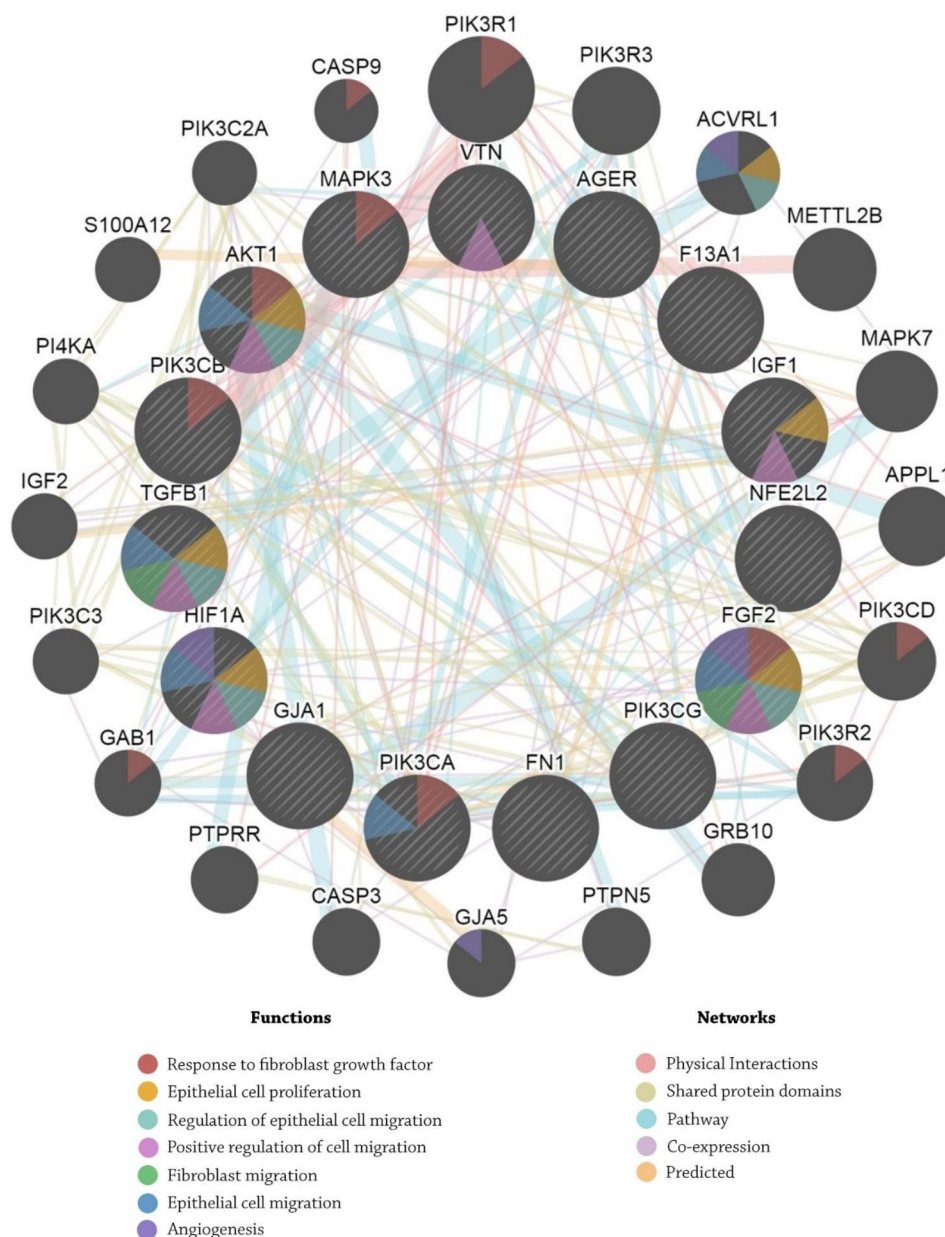 PIK3R1
PIK3R3
CASP9
ACVRL1
PIK3C2A
VTN
MAPK3
AGER
S100A12
METTL2B
AKT1
F13A1
PI4KA
MAPK7
PIK3CB
IGF1
IGF2
APPL1
TGFB1
NFE2L2
PIK3C3
PIK3CD
HIF1A
FGF2
GAB1
GJA1
PIK3CG
PIK3R2
PIK3CA
FN1
PTPRR
GRB10
CASP3
PTPN5
GJA5
Functions
Response to fibroblast growth factor
Epithelial cell proliferation
Regulation of epithelial cell migration
Positive regulation of cell migration
Fibroblast migration
Epithelial cell migration
Angiogenesis
Networks
Physical Interactions
Shared protein domains
Pathway
Co-expression
Predicted